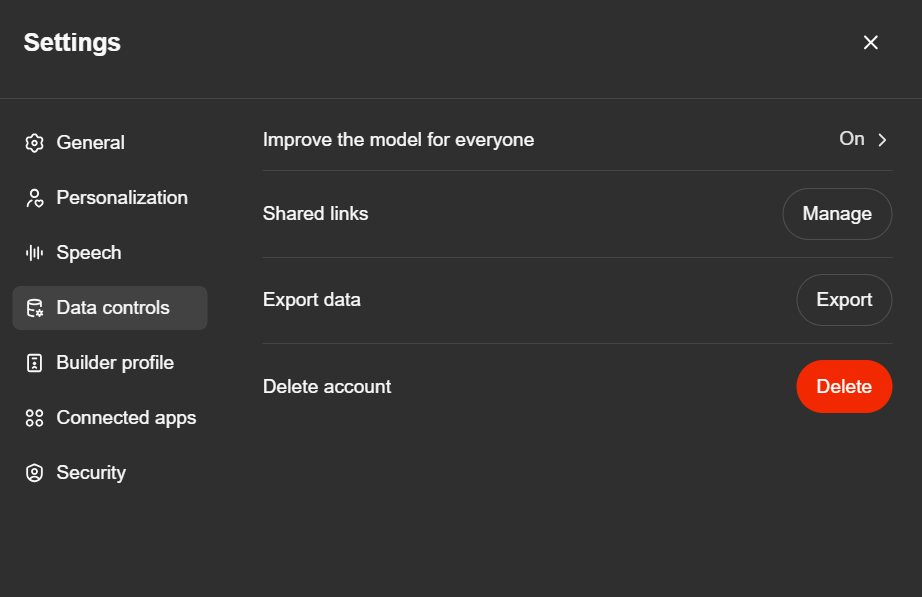 Settings
General
Personalization
Speech
Data controls
Builder profile
Connected apps
Security
Improve the model for everyone On
Shared links Manage
Export data Export
Delete account Delete